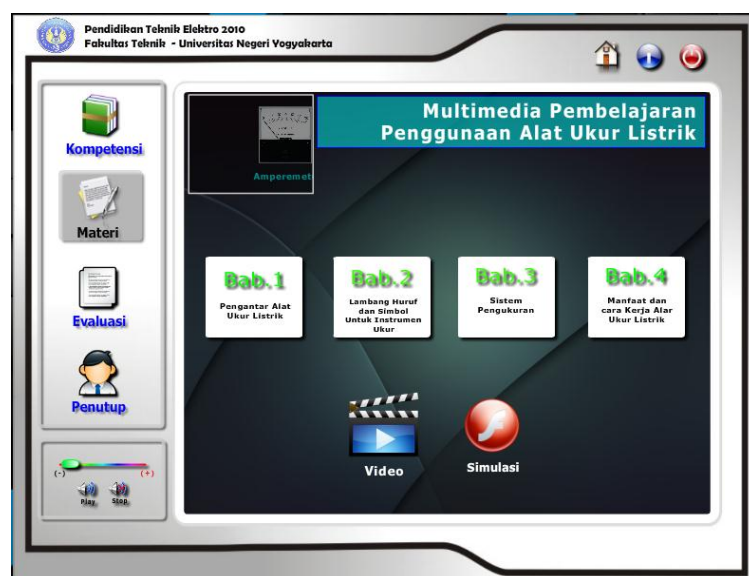 Pendidikan Teknik Elektro 2010
Fakultas Teknik - Universitas Negeri Yogyakarta
Kompetensi
Materi
Evaluasi
Penutup
(-)
(+)
Play
Stop
Amperemet
Multimedia Pembelajaran
Penggunaan Alat Ukur Listrik
Bab.1
Pengantar Alat
Ukur Listrik
Bab.2
Lambang Huruf
dan Simbol
Untuk Instrumen
Ukur
Bab.3
Sistem
Pengukuran
Bab.4
Manfaat dan
cara Kerja Alar
Ukur Listrik
Video
Simulasi